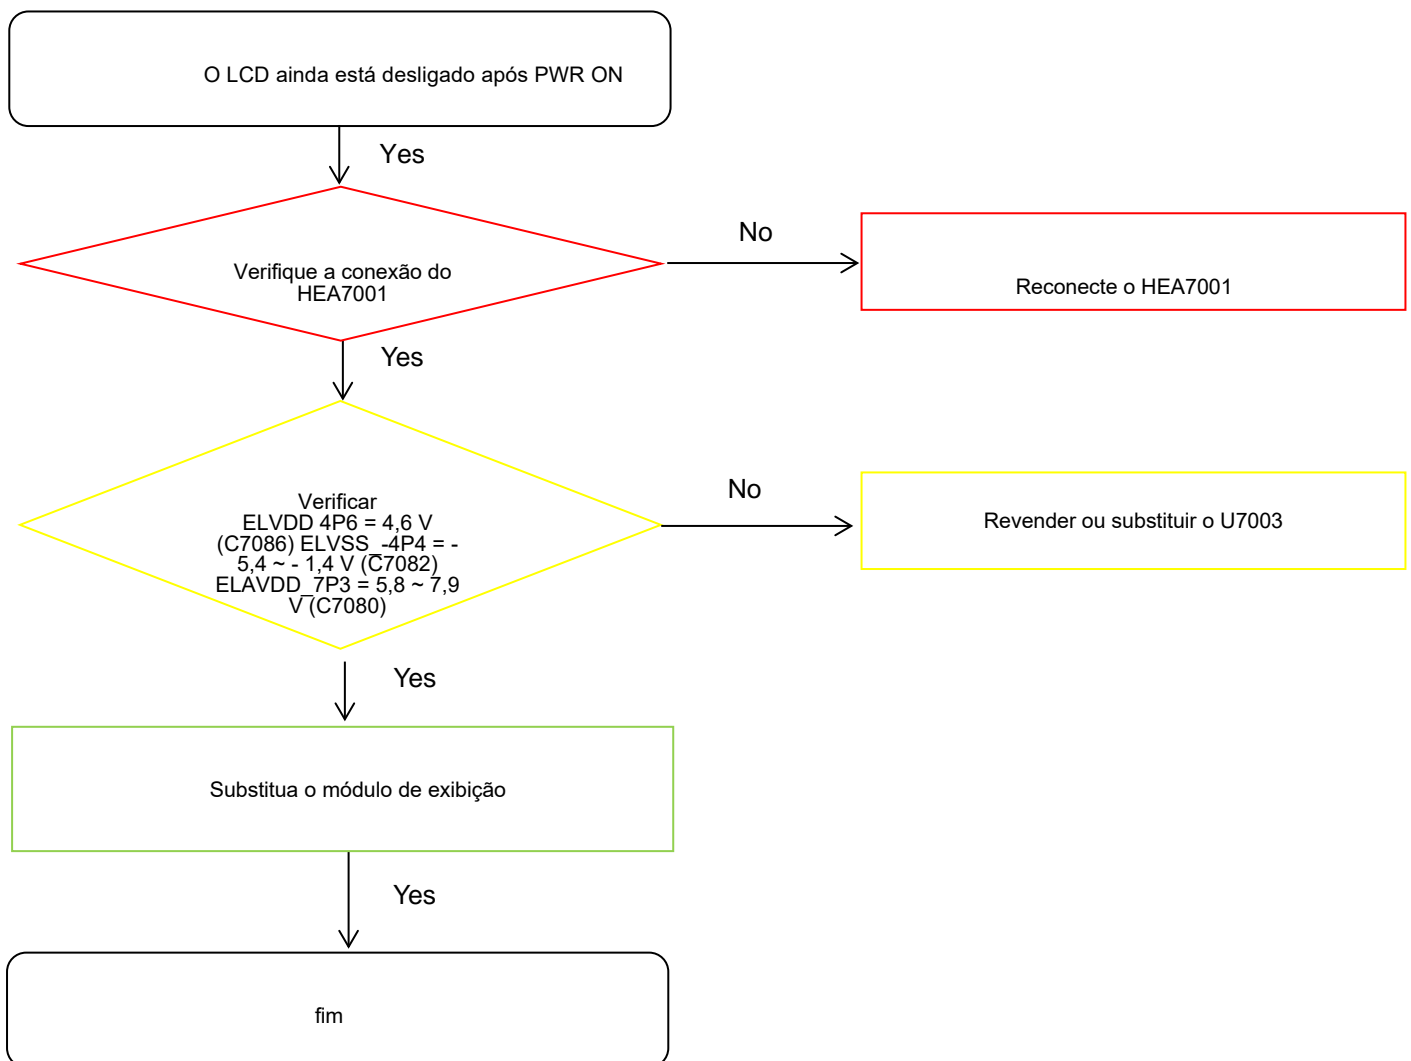 O LCD ainda está desligado após PWR ON
Yes
Verifique a conexão do
HEA7001
No
Reconecte o HEA7001
Yes
Verificar
ELVDD 4P6 = 4,6 V
(C7086) ELVSS_-4P4 = -
5,4 ~ - 1,4 V (C7082)
ELAVDD_7P3 = 5,8 ~ 7,9
V (C7080)
No
Revender ou substituir o U7003
Yes
Substitua o módulo de exibição
Yes
fim